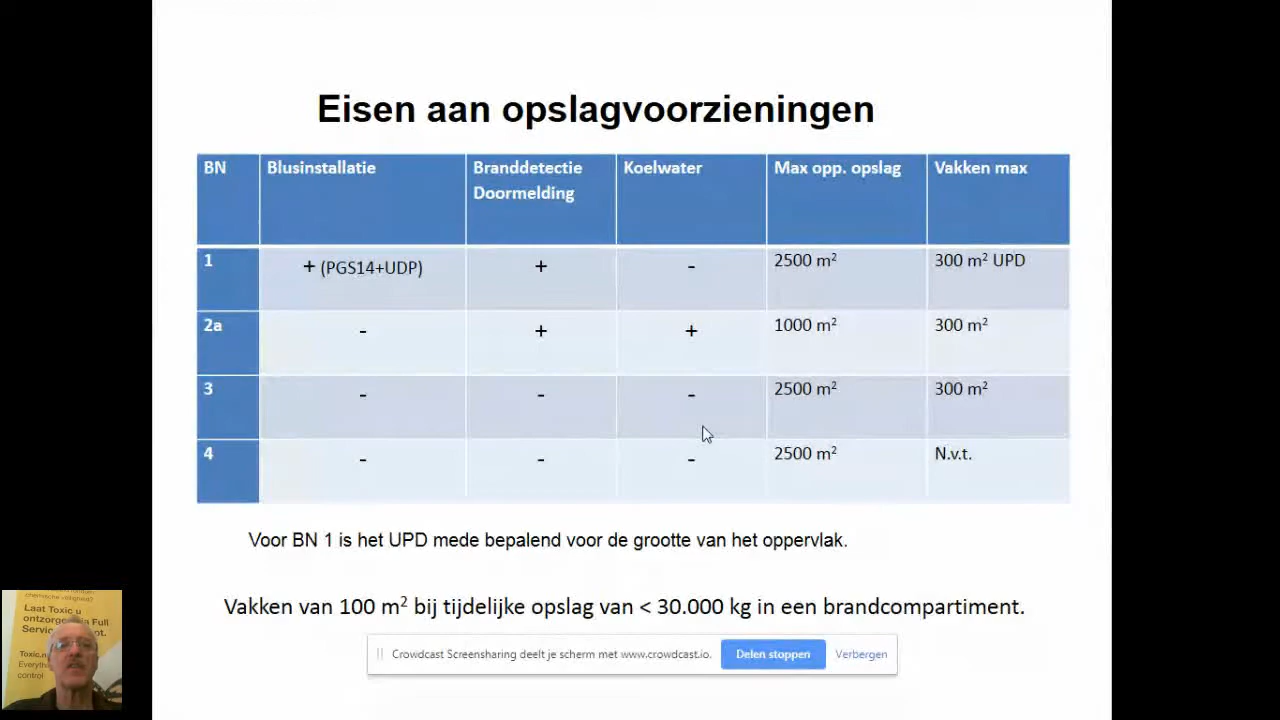 Eisen aan opslagvoorzieningen
BN Blusinstallatie Branddetectie Doormelding Koelwater Max opp. opslag Vakken max
1 + (PGS14+UDP) + - 2500 m² 300 m² UPD
2a - + + 1000 m² 300 m²
3 - - - 2500 m² 300 m²
4 - - - 2500 m² N.v.t.
Voor BN 1 is het UPD mede bepalend voor de grootte van het oppervlak.
Vakken van 100 m² bij tijdelijke opslag van < 30.000 kg in een brandcompartiment.
Crowdcast Screensharing deelt je scherm met www.crowdcast.io. Delen stoppen Verbergen
Laat Toxic u
ontzorgen via Full
control